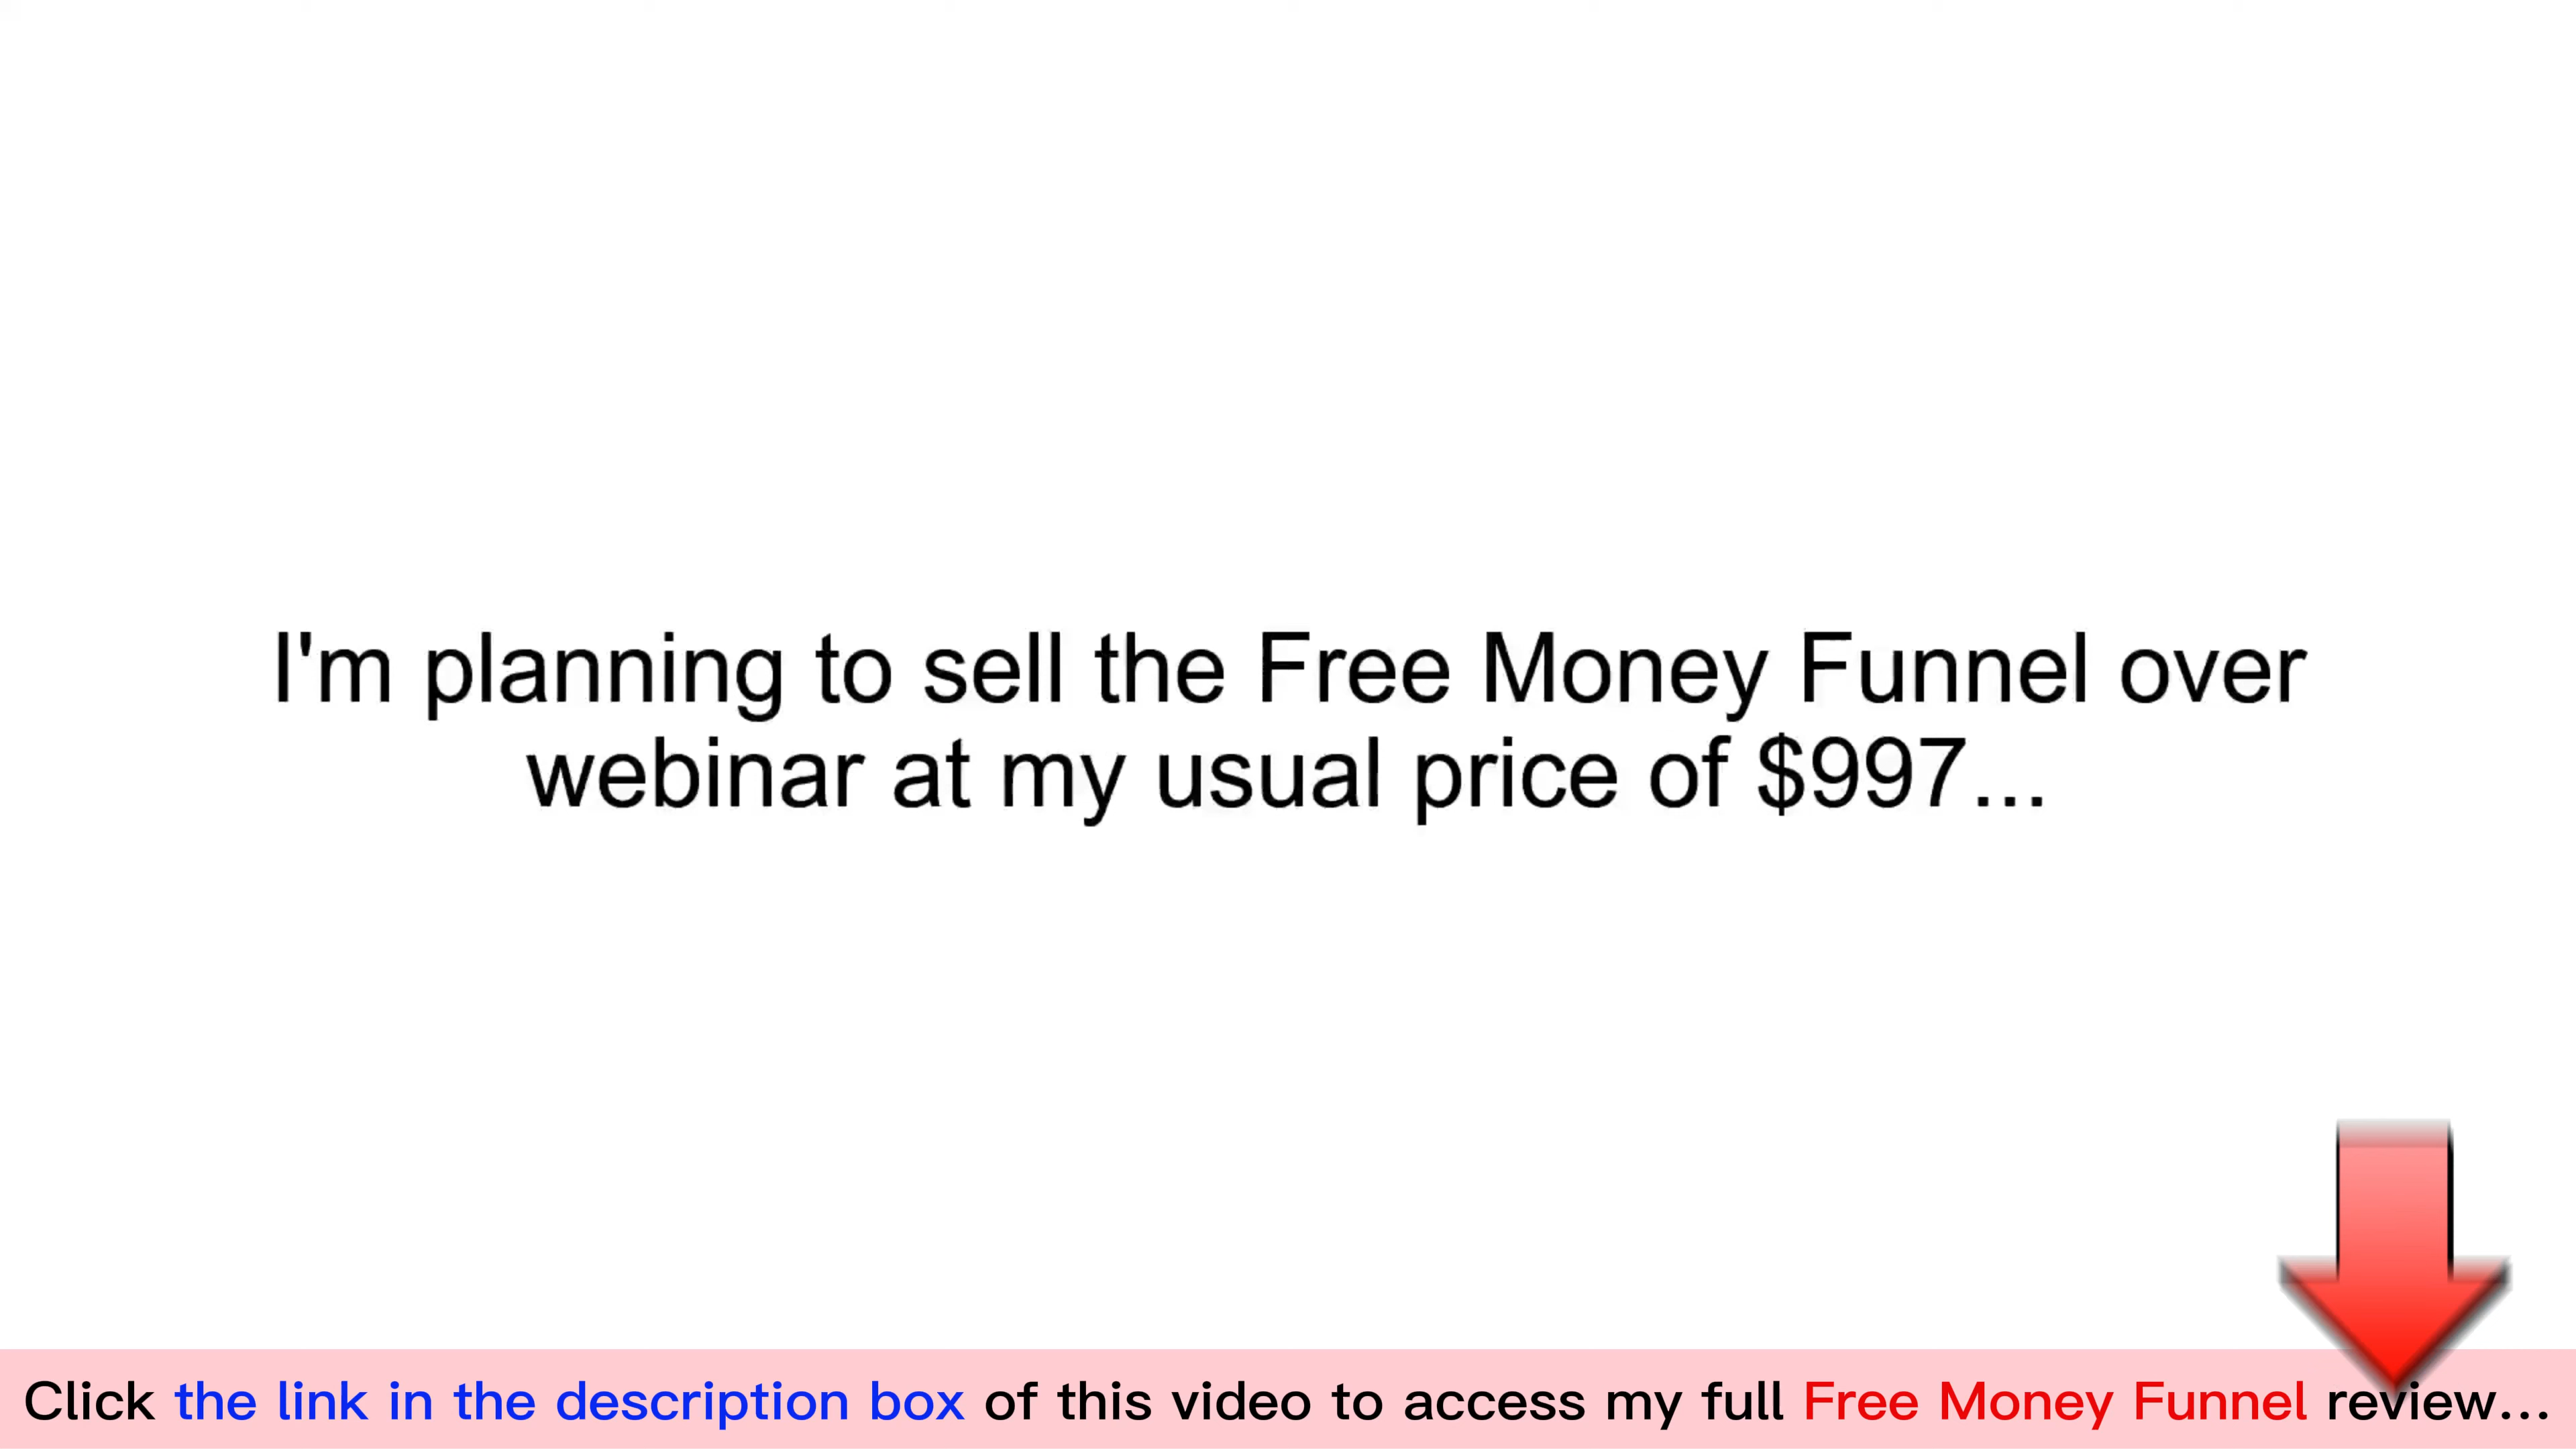 I'm planning to sell the Free Money Funnel over
webinar at my usual price of $997...
Click the link in the description box of this video to access my full Free Money Funnel review...